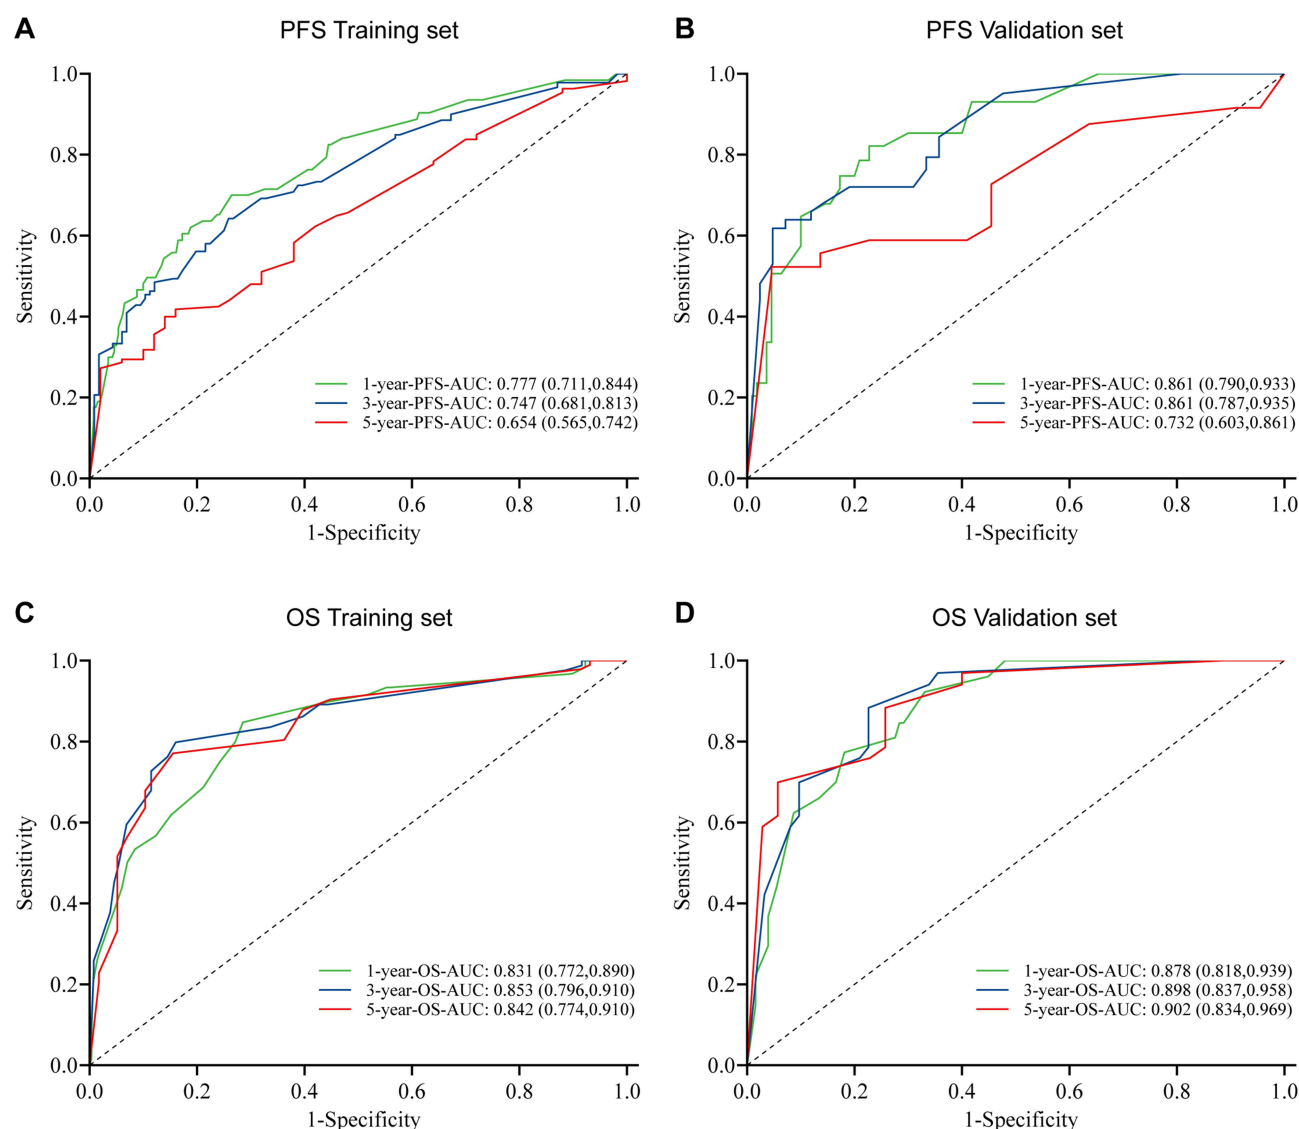 A
PFS Training set
1.0
0.8
0.6
0.4
0.2
0.0
Sensitivity
1-year-PFS-AUC: 0.777 (0.711,0.844)
3-year-PFS-AUC: 0.747 (0.681,0.813)
5-year-PFS-AUC: 0.654 (0.565,0.742)
0.0 0.2 0.4 0.6 0.8 1.0
1-Specificity
B
PFS Validation set
1.0
0.8
0.6
0.4
0.2
0.0
Sensitivity
1-year-PFS-AUC: 0.861 (0.790,0.933)
3-year-PFS-AUC: 0.861 (0.787,0.935)
5-year-PFS-AUC: 0.732 (0.603,0.861)
0.0 0.2 0.4 0.6 0.8 1.0
1-Specificity
C
OS Training set
1.0
0.8
0.6
0.4
0.2
0.0
Sensitivity
1-year-OS-AUC: 0.831 (0.772,0.890)
3-year-OS-AUC: 0.853 (0.796,0.910)
5-year-OS-AUC: 0.842 (0.774,0.910)
0.0 0.2 0.4 0.6 0.8 1.0
1-Specificity
D
OS Validation set
1.0
0.8
0.6
0.4
0.2
0.0
Sensitivity
1-year-OS-AUC: 0.878 (0.818,0.939)
3-year-OS-AUC: 0.898 (0.837,0.958)
5-year-OS-AUC: 0.902 (0.834,0.969)
0.0 0.2 0.4 0.6 0.8 1.0
1-Specificity